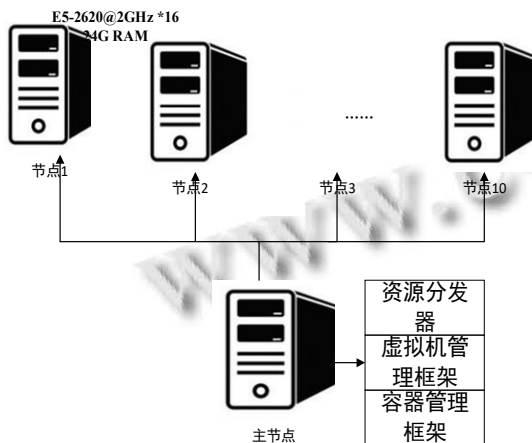 E5-2620@2GHz *16
24G RAM
......
节点1
节点2
节点3
节点10
资源分发
器
虚拟机管
理框架
容器管理
框架
主节点
www.